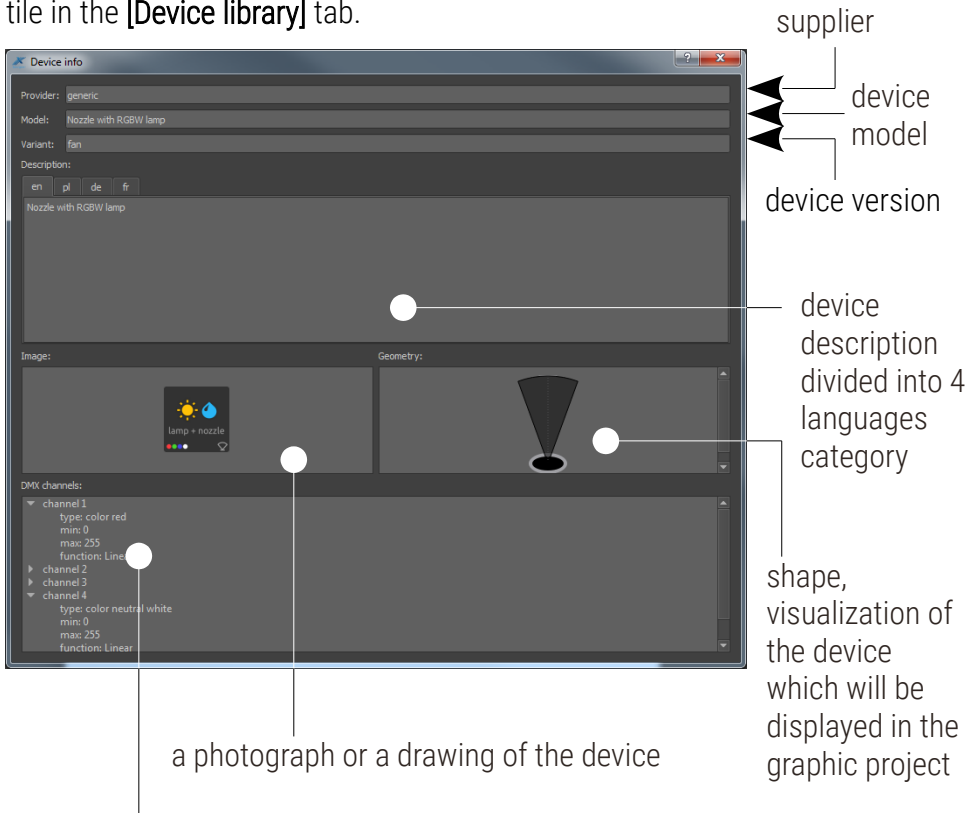 tile in the [Device library] tab.
supplier
device
model
device version
Device info
?
x
Provider: generic
Model: Nozzle with RGBW lamp
Variant: fan
Description:
en pl de fr
Nozzle with RGBW lamp
device
description
divided into 4
languages
category
Image: Geometry:
lamp + nozzle
DMX channels:
channel 1
type: color red
min: 0
max: 255
function: Line
channel 2
channel 3
channel 4
type: color neutral white
min: 0
max: 255
function: Linear
shape,
visualization of
the device
which will be
displayed in the
graphic project
a photograph or a drawing of the device